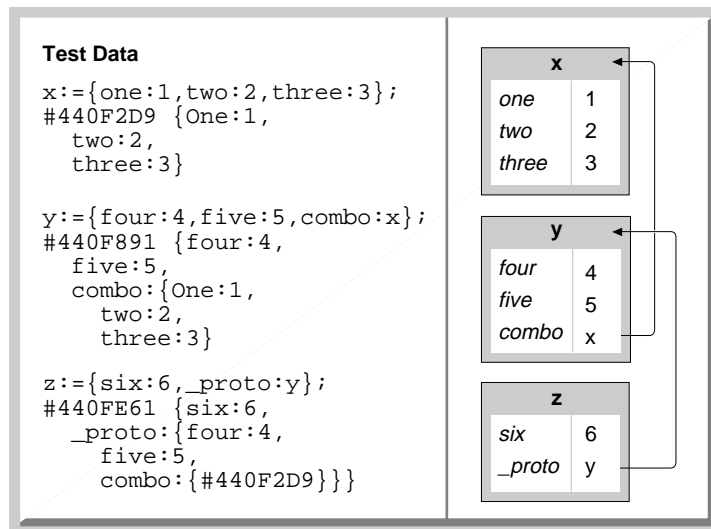 Test Data
x:={one:1,two:2,three:3};
#440F2D9 {One:1,
  two:2,
  three:3}
y:={four:4,five:5,combo:x};
#440F891 {four:4,
  five:5,
  combo:{One:1,
    two:2,
    three:3}
z:={six:6,_proto:y};
#440FE61 {six:6,
  _proto:{four:4,
    five:5,
    combo:{#440F2D9}}}
x
one 1
two 2
three 3
y
four 4
five 5
combo x
z
six 6
_proto y